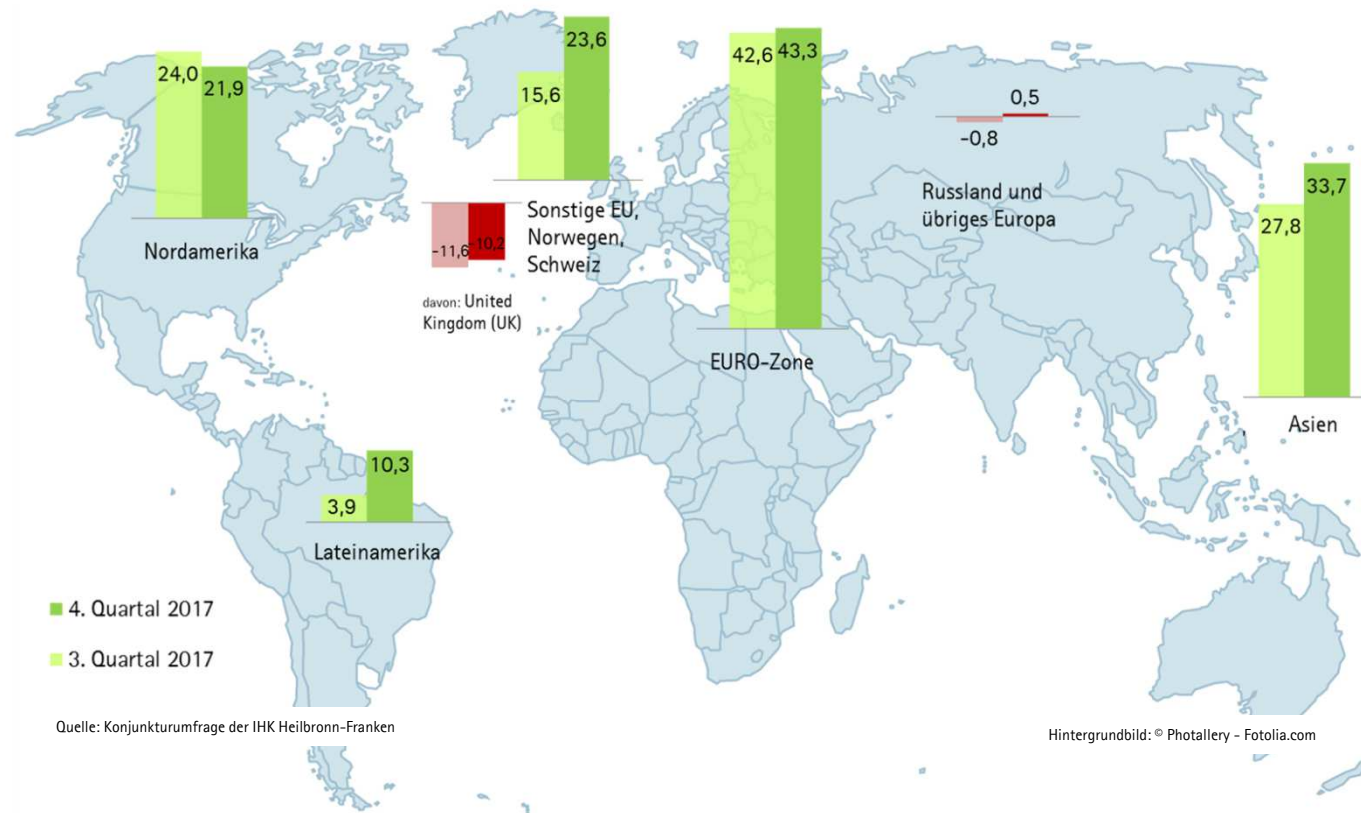 24,0
21,9
Nordamerika
15,6
23,6
Sonstige EU,
Norwegen,
Schweiz
-11,6
-10,2
davon: United
Kingdom (UK)
42,6
43,3
EURO-Zone
0,5
-0,8
Russland und
übriges Europa
27,8
33,7
Asien
3,9
10,3
Lateinamerika
4. Quartal 2017
3. Quartal 2017
Quelle: Konjunkturumfrage der IHK Heilbronn-Franken
Hintergrundbild: © Photallery - Fotolia.com